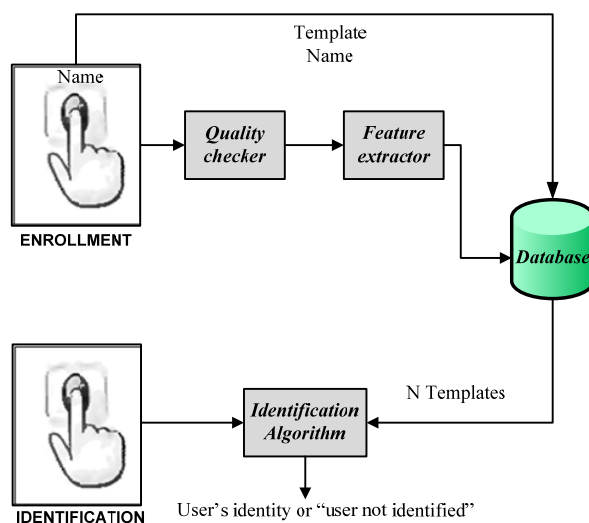 Template
Name
Name
Quality
checker
Feature
extractor
ENROLLMENT
Database
N Templates
Identification
Algorithm
IDENTIFICATION
User's identity or “user not identified”